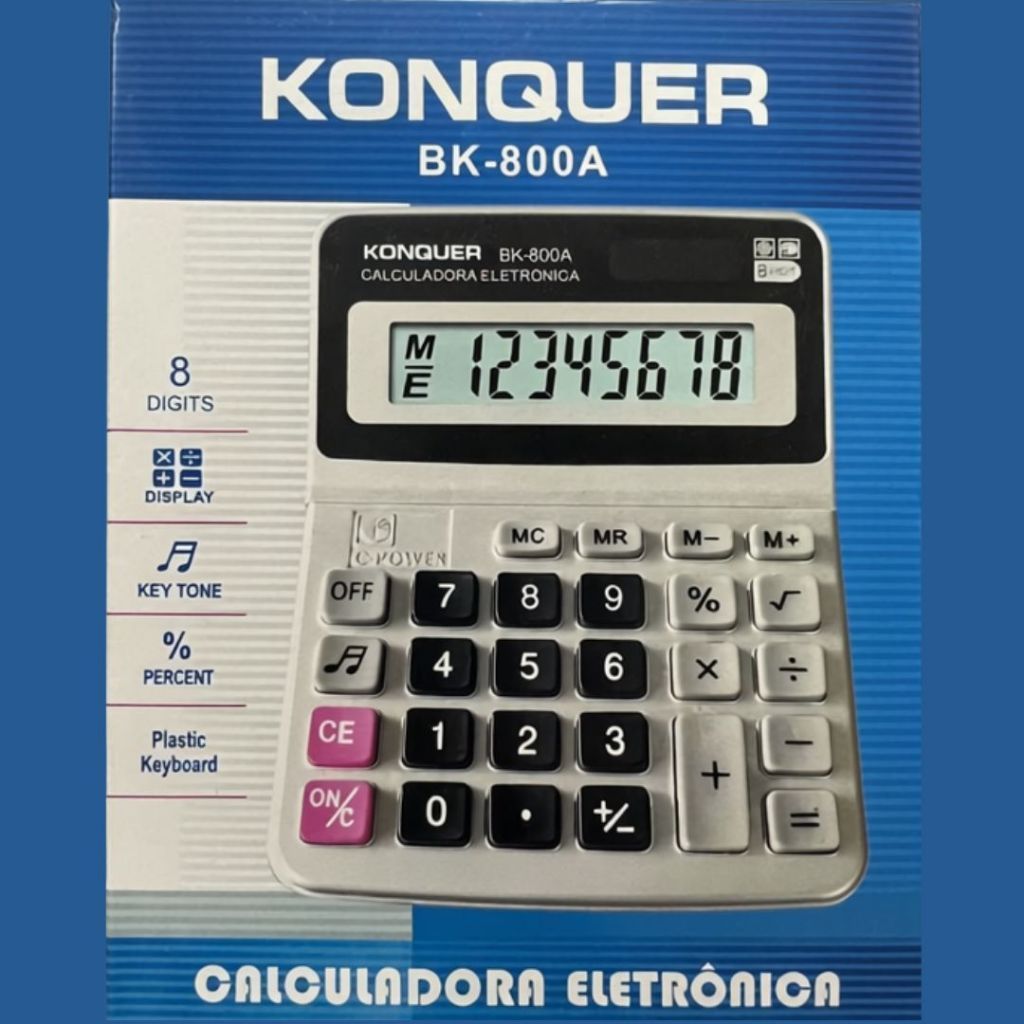 KONQUER
BK-800A
KONQUER BK-800A
CALCULADORA ELETRONICA
M
E
12345678
8
DIGITS
DISPLAY
KEY TONE
%
PERCENT
Plastic
Keyboard
MC MR M− M+
OFF 7 8 9 % √
4 5 6 × ÷
CE 1 2 3 + −
ON/C 0 . +/− =
CALCULADORA ELETRÔNICA